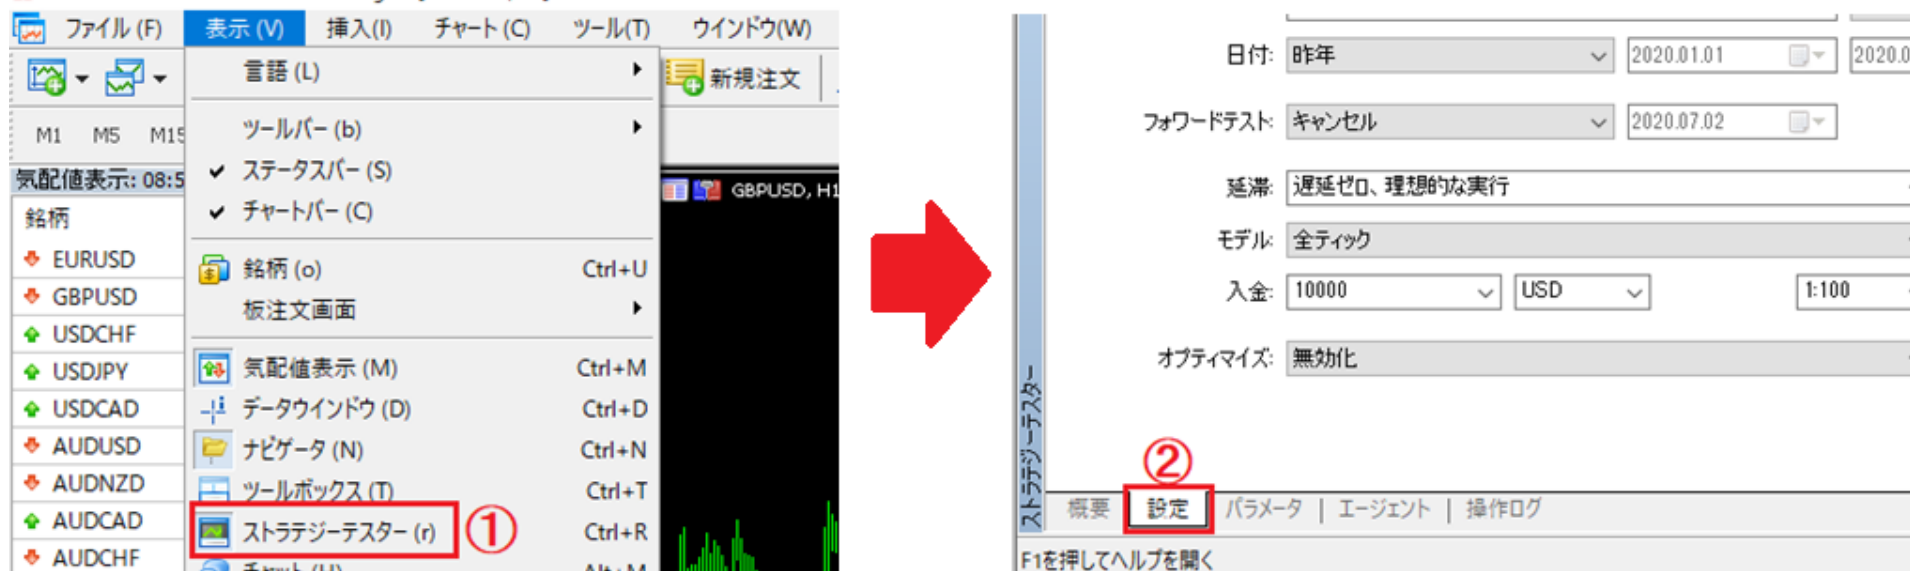 ファイル (F) 表示 (V) 挿入(I) チャート (C) ツール(T) ウインドウ(W)
言語 (L)
新規注文
ツールバー (b)
M1 M5 M15
ステータスバー (S)
気配値表示: 08:5
チャートバー (C)
GBPUSD, H1
銘柄
EURUSD
GBPUSD
USDCHF
USDJPY
USDCAD
AUDUSD
AUDNZD
AUDCAD
AUDCHF
銘柄 (o) Ctrl+U
板注文画面
気配値表示 (M) Ctrl+M
データウインドウ (D) Ctrl+D
ナビゲータ (N) Ctrl+N
ツールボックス (T) Ctrl+T
ストラテジーテスター (r) Ctrl+R
①
日付: 昨年 2020.01.01 2020.0
フォワードテスト: キャンセル 2020.07.02
延滞: 遅延ゼロ、理想的な実行
モデル: 全ティック
入金: 10000 USD 1:100
オプティマイズ: 無効化
ストラテジーテスター
②
概要 設定 パラメータ | エージェント | 操作ログ
F1を押してヘルプを開く